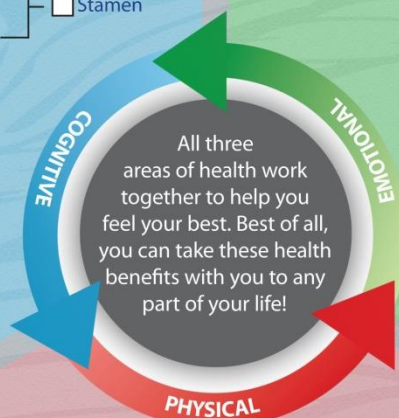 Stamen
COGNITIVE
EMOTIONAL
All three
areas of health work
together to help you
feel your best. Best of all,
you can take these health
benefits with you to any
part of your life!
PHYSICAL